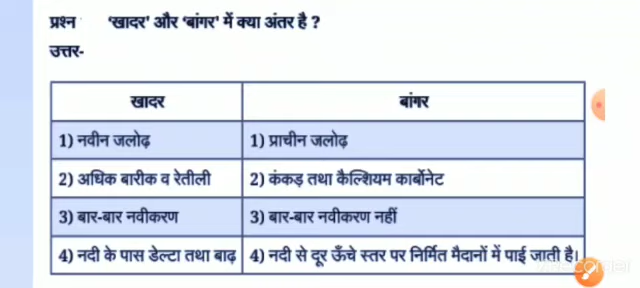 प्रश्न 'खादर' और 'बांगर' में क्या अंतर है ?
उत्तर-
खादर बांगर
1) नवीन जलोढ़ 1) प्राचीन जलोढ़
2) अधिक बारीक व रेतीली 2) कंकड़ तथा कैल्शियम कार्बोनेट
3) बार-बार नवीकरण 3) बार-बार नवीकरण नहीं
4) नदी के पास डेल्टा तथा बाढ़ 4) नदी से दूर ऊँचे स्तर पर निर्मित मैदानों में पाई जाती है।